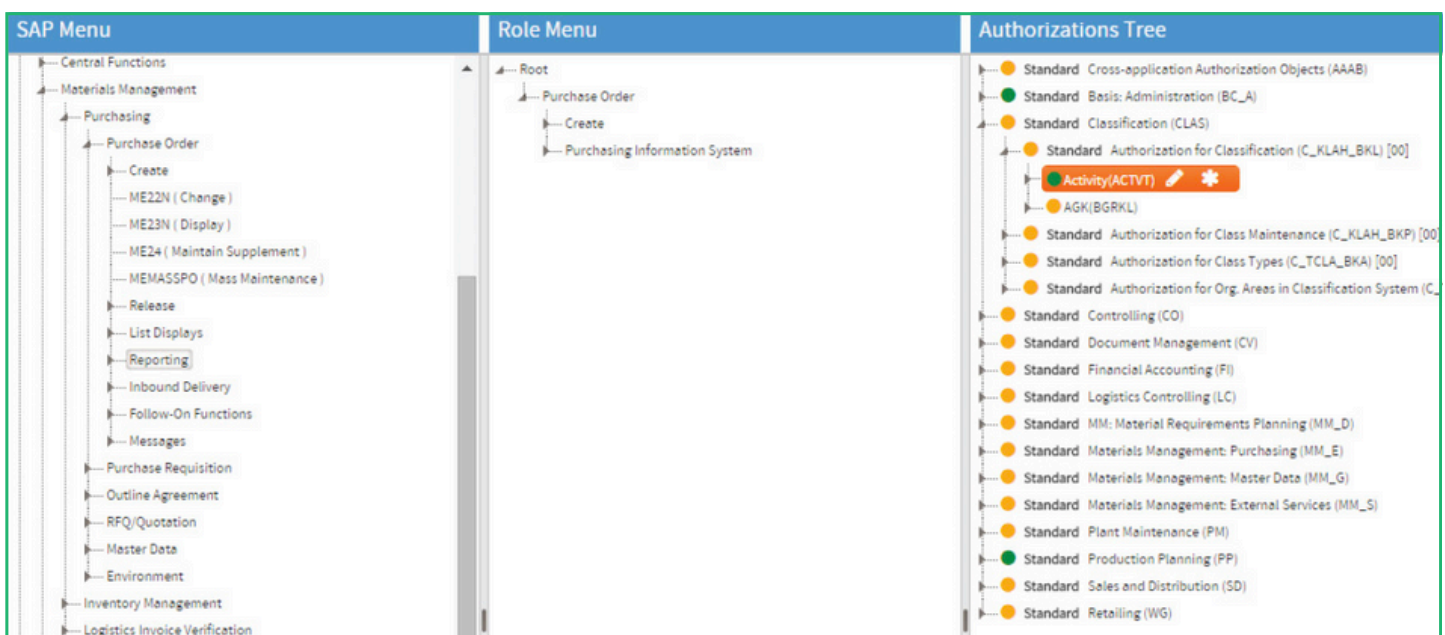 SAP Menu
Central Functions
Materials Management
Purchasing
Purchase Order
Create
ME22N ( Change )
ME23N ( Display )
ME24 ( Maintain Supplement )
MEMASSPO ( Mass Maintenance )
Release
List Displays
Reporting
Inbound Delivery
Follow-On Functions
Messages
Purchase Requisition
Outline Agreement
RFQ/Quotation
Master Data
Environment
Inventory Management
Logistics Invoice Verification
Role Menu
Root
Purchase Order
Create
Purchasing Information System
Authorizations Tree
Standard Cross-application Authorization Objects (AAAB)
Standard Basis: Administration (BC_A)
Standard Classification (CLAS)
Standard Authorization for Classification (C_KLAH_BKL) [00]
Activity(ACTVT)
AGK(BGRKL)
Standard Authorization for Class Maintenance (C_KLAH_BKP) [00]
Standard Authorization for Class Types (C_TCLA_BKA) [00]
Standard Authorization for Org. Areas in Classification System (C_
Standard Controlling (CO)
Standard Document Management (CV)
Standard Financial Accounting (FI)
Standard Logistics Controlling (LC)
Standard MM: Material Requirements Planning (MM_D)
Standard Materials Management: Purchasing (MM_E)
Standard Materials Management: Master Data (MM_G)
Standard Materials Management: External Services (MM_S)
Standard Plant Maintenance (PM)
Standard Production Planning (PP)
Standard Sales and Distribution (SD)
Standard Retailing (WG)